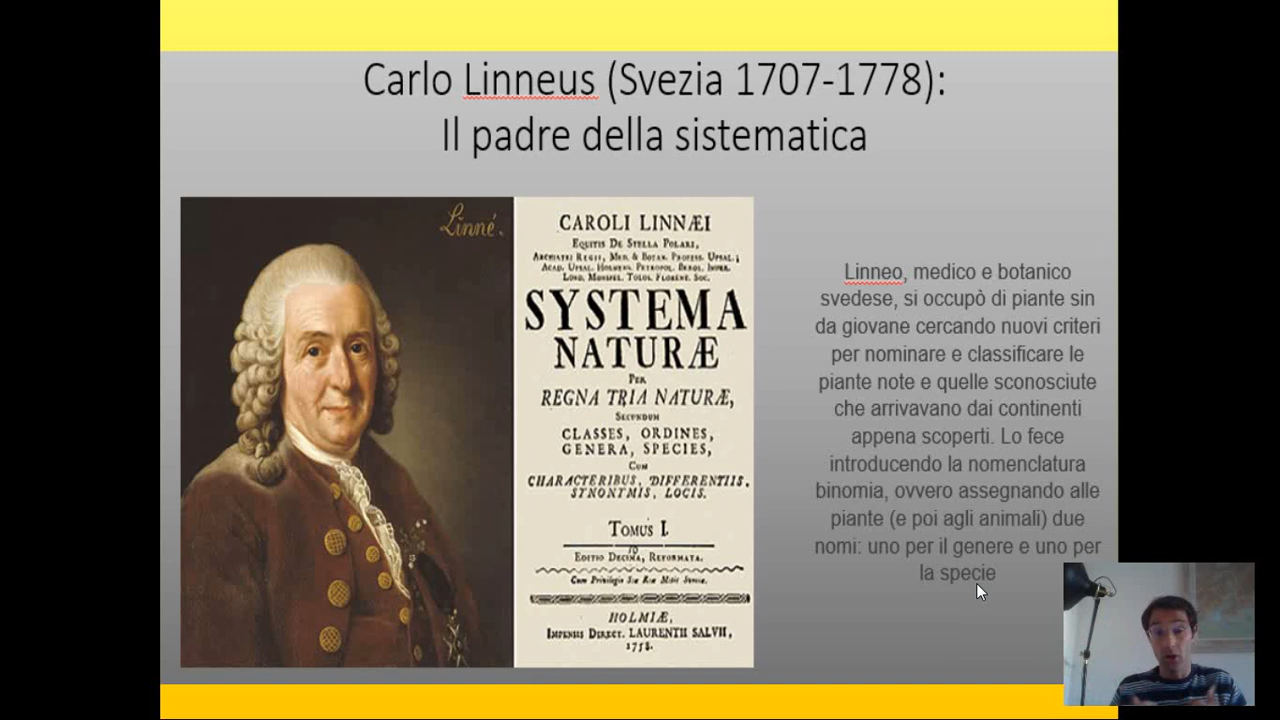 Carlo Linneus (Svezia 1707-1778):
Il padre della sistematica
Linné.
CAROLI LINNÆI
EQUITIS DE STELLA POLARI,
ARCHIATRI REGII, MED. & BOTAN. PROFESS. UPSAL.;
ACAD. UPSAL. HOLMENS. PETROPOL. BEROL. IMPER.
LOND. MONSPEL. TOLOS. FLORENT. SOC.
SYSTEMA
NATURÆ
PER
REGNA TRIA NATURÆ,
SECUNDUM
CLASSES, ORDINES,
GENERA, SPECIES,
CUM
CHARACTERIBUS, DIFFERENTIIS,
SYNONYMIS, LOCIS.
TOMUS I.
10
EDITIO DECIMA, REFORMATA.
Cum Privilegio
HOLMIÆ,
IMPENSIS DIRECT. LAURENTII SALVII,
1758.
Linneo, medico e botanico
svedese, si occupò di piante sin
da giovane cercando nuovi criteri
per nominare e classificare le
piante note e quelle sconosciute
che arrivavano dai continenti
appena scoperti. Lo fece
introducendo la nomenclatura
binomia, ovvero assegnando alle
piante (e poi agli animali) due
nomi: uno per il genere e uno per
la specie